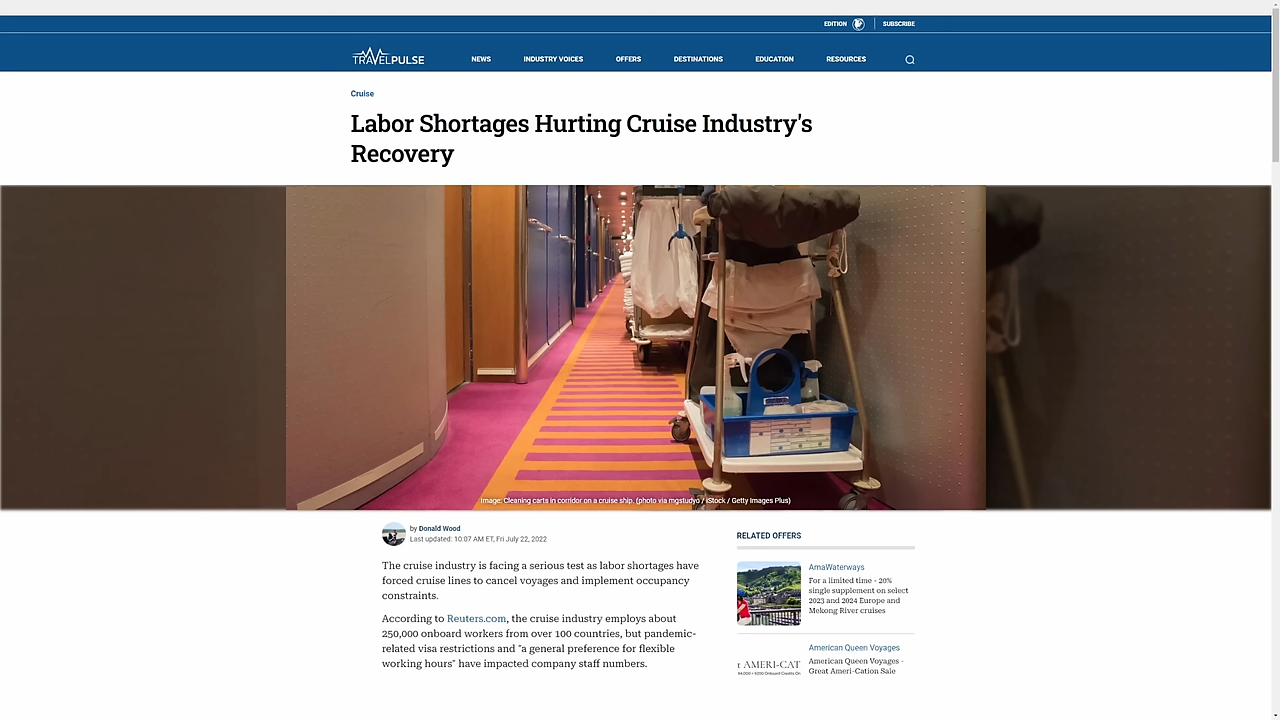 EDITION
SUBSCRIBE
TRAVELPULSE
NEWS
INDUSTRY VOICES
OFFERS
DESTINATIONS
EDUCATION
RESOURCES
Cruise
Labor Shortages Hurting Cruise Industry's
Recovery
Image: Cleaning carts in corridor on a cruise ship. (photo via mgstudyo / iStock / Getty Images Plus)
by Donald Wood
Last updated: 10:07 AM ET, Fri July 22, 2022
The cruise industry is facing a serious test as labor shortages have
forced cruise lines to cancel voyages and implement occupancy
constraints.
According to Reuters.com, the cruise industry employs about
250,000 onboard workers from over 100 countries, but pandemic-
related visa restrictions and "a general preference for flexible
working hours" have impacted company staff numbers.
RELATED OFFERS
AmaWaterways
For a limited time - 20%
single supplement on select
2023 and 2024 Europe and
Mekong River cruises
American Queen Voyages
American Queen Voyages -
Great Ameri-Cation Sale
AMERI-CAT